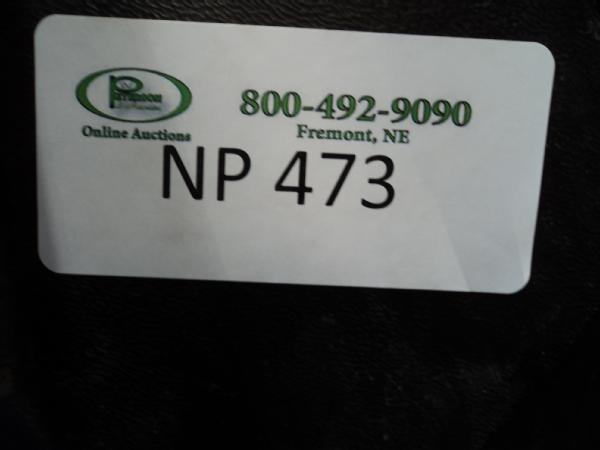 800-492-9090
Online Auctions
Fremont, NE
NP 473